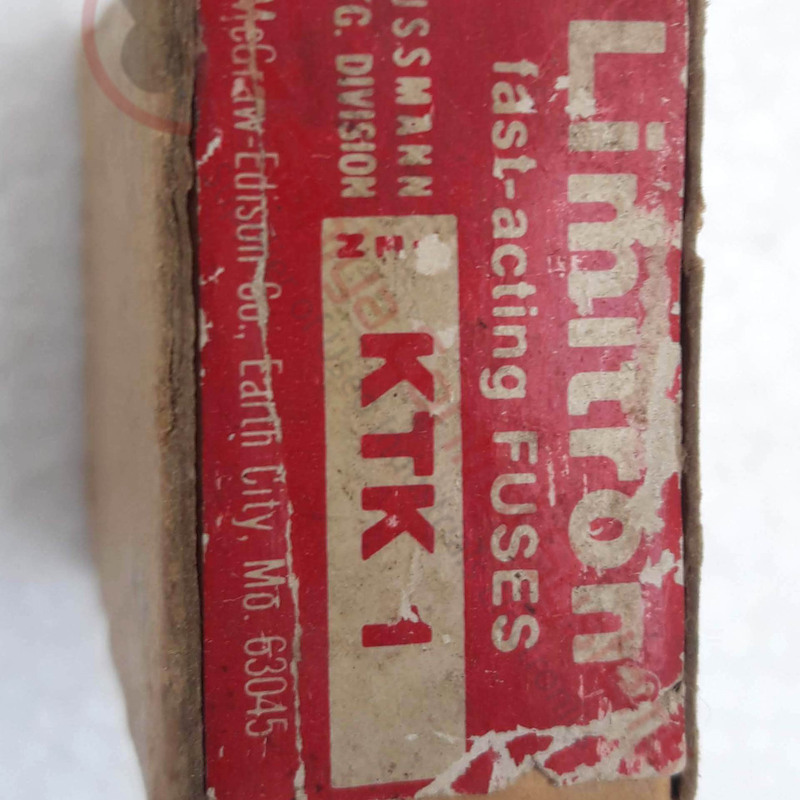 Limitron
fast-acting FUSES
USSMANN
G. DIVISION
KTK 1
McGraw-Edison Co., Earth City, Mo. 63045